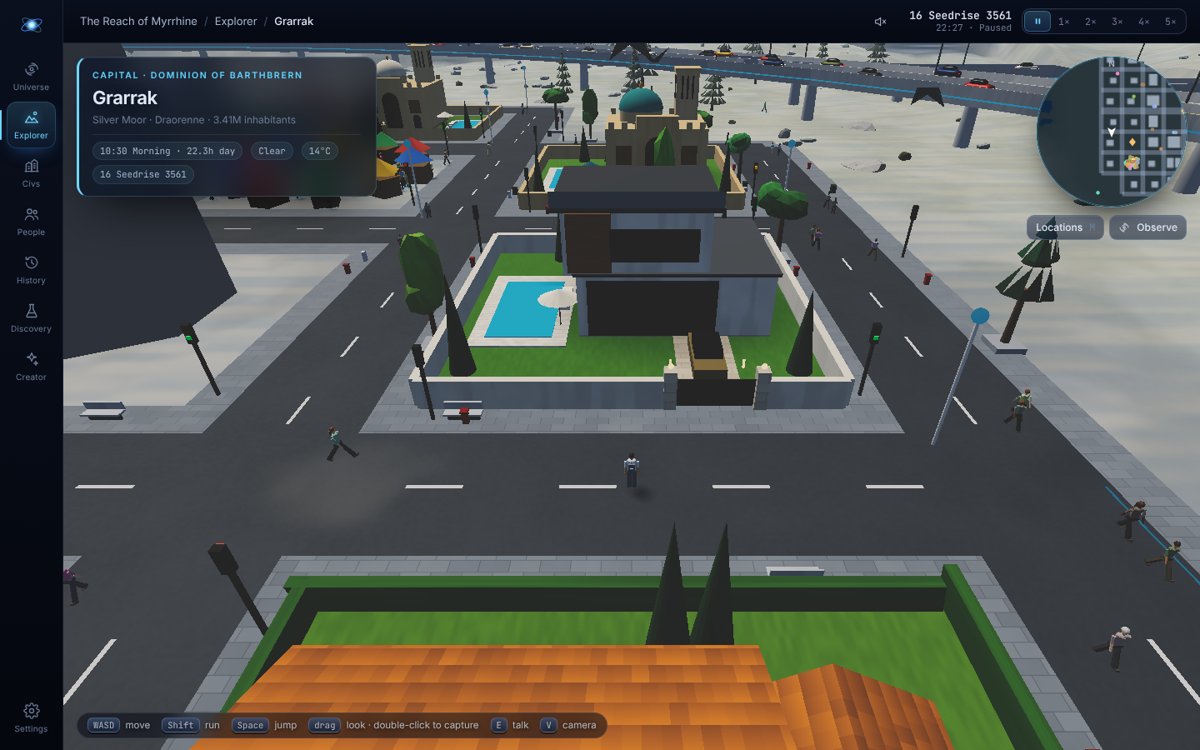 The Reach of Myrrhine / Explorer / Grarrak
16 Seedrise 3561
22:27 · Paused
1× 2× 3× 4× 5×
Universe
Explorer
Civs
People
History
Discovery
Creator
Settings
CAPITAL · DOMINION OF BARTHBRERN
Grarrak
Silver Moor · Draorenne · 3.41M inhabitants
10:30 Morning · 22.3h day
Clear
14°C
16 Seedrise 3561
N
Locations M
Observe
WASD move Shift run Space jump drag look · double-click to capture E talk V camera